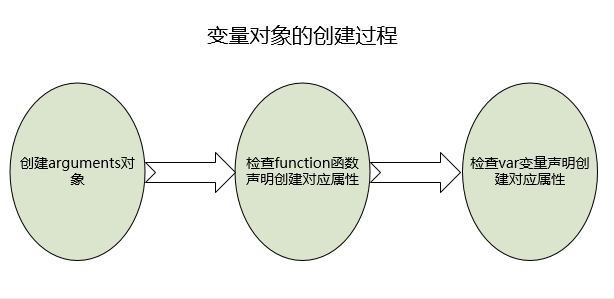 变量对象的创建过程
创建arguments对
象
检查function函数
声明创建对应属性
检查var变量声明创
建对应属性